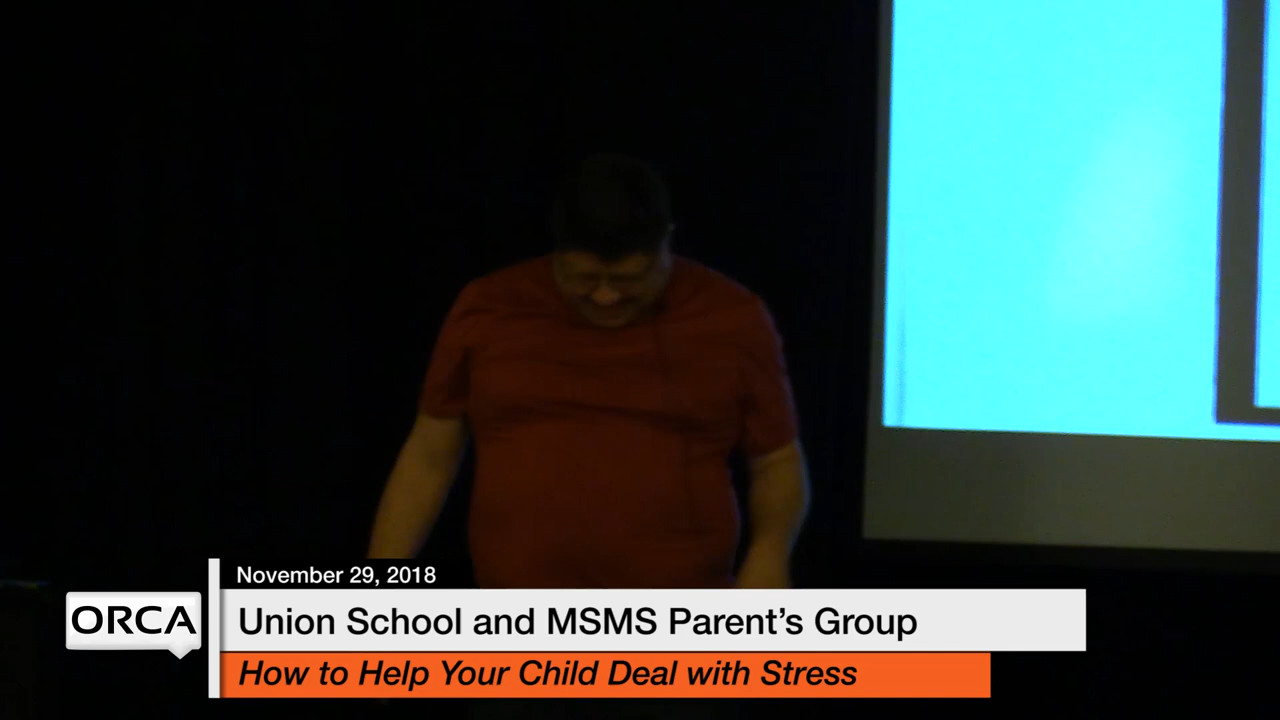 November 29, 2018
ORCA
Union School and MSMS Parent's Group
How to Help Your Child Deal with Stress